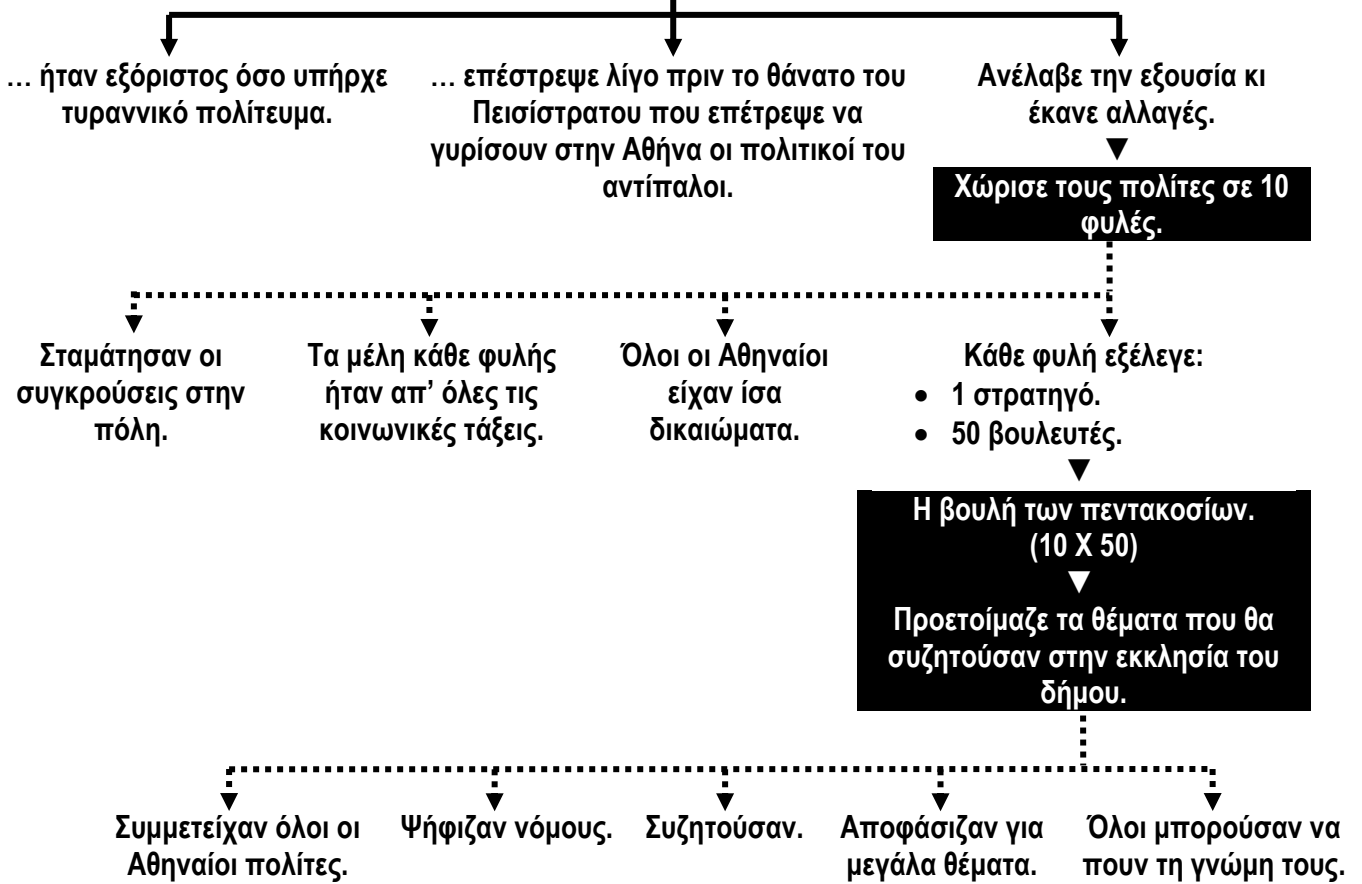 … ήταν εξόριστος όσο υπήρχε
τυραννικό πολίτευμα.
… επέστρεψε λίγο πριν το θάνατο του
Πεισίστρατου που επέτρεψε να
γυρίσουν στην Αθήνα οι πολιτικοί του
αντίπαλοι.
Ανέλαβε την εξουσία κι
έκανε αλλαγές.
Χώρισε τους πολίτες σε 10
φυλές.
Σταμάτησαν οι
συγκρούσεις στην
πόλη.
Τα μέλη κάθε φυλής
ήταν απ’ όλες τις
κοινωνικές τάξεις.
Όλοι οι Αθηναίοι
είχαν ίσα
δικαιώματα.
Κάθε φυλή εξέλεγε:
• 1 στρατηγό.
• 50 βουλευτές.
Η βουλή των πεντακοσίων.
(10 Χ 50)
Προετοίμαζε τα θέματα που θα
συζητούσαν στην εκκλησία του
δήμου.
Συμμετείχαν όλοι οι
Αθηναίοι πολίτες.
Ψήφιζαν νόμους.
Συζητούσαν.
Αποφάσιζαν για
μεγάλα θέματα.
Όλοι μπορούσαν να
πουν τη γνώμη τους.